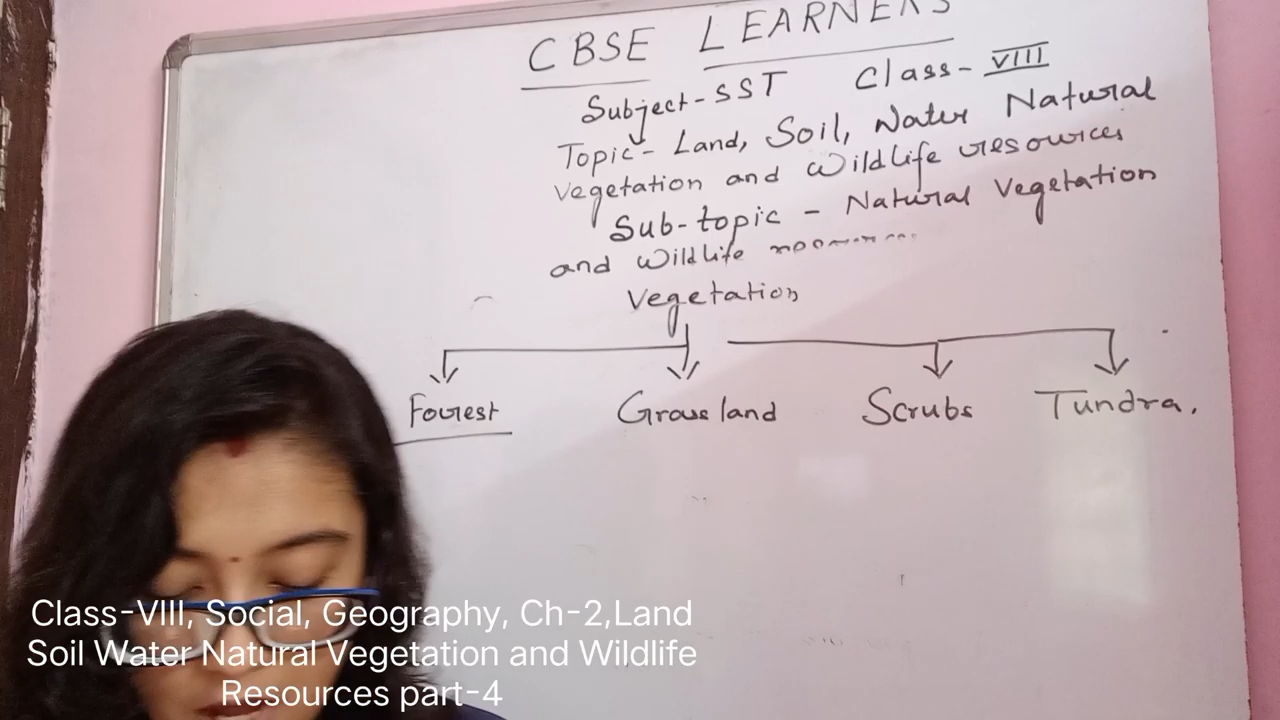 CBSE LEARNERS
Subject - SST Class - VIII
Topic - Land, Soil, Water Natural
Vegetation and Wildlife resources
Sub-topic - Natural Vegetation
and Wildlife
Vegetation
Forest Grassland Scrubs Tundra.
Class-VIII, Social, Geography, Ch-2,Land
Soil Water Natural Vegetation and Wildlife
Resources part-4